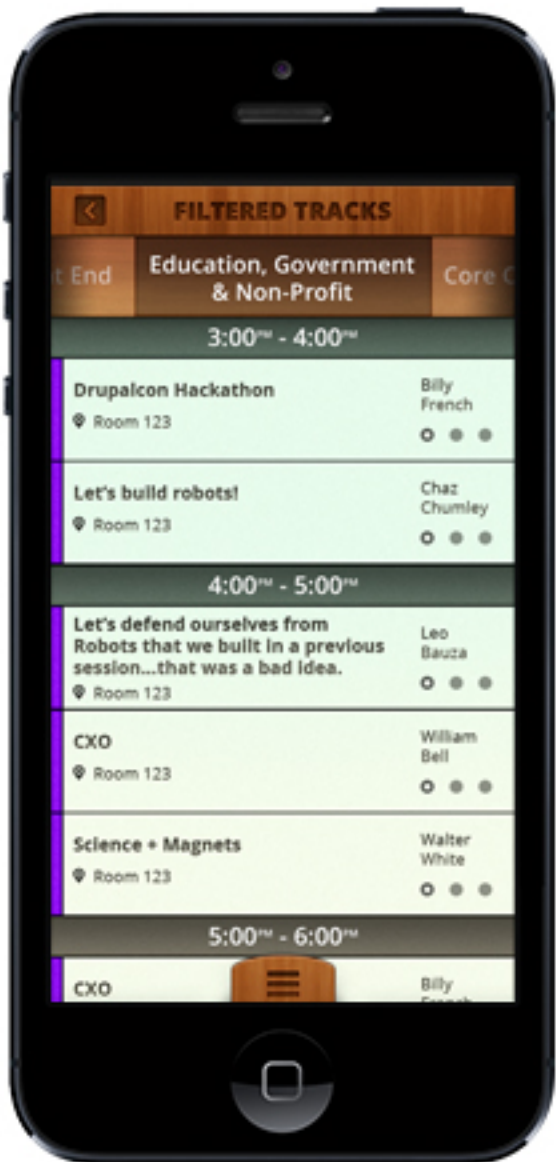 FILTERED TRACKS
t End
Education, Government
& Non-Profit
Core C
3:00PM - 4:00PM
Drupalcon Hackathon
Room 123
Billy
French
Let's build robots!
Room 123
Chaz
Chumley
4:00PM - 5:00PM
Let's defend ourselves from
Robots that we built in a previous
session...that was a bad idea.
Room 123
Leo
Bauza
CXO
Room 123
William
Bell
Science + Magnets
Room 123
Walter
White
5:00PM - 6:00PM
CXO
Billy
French